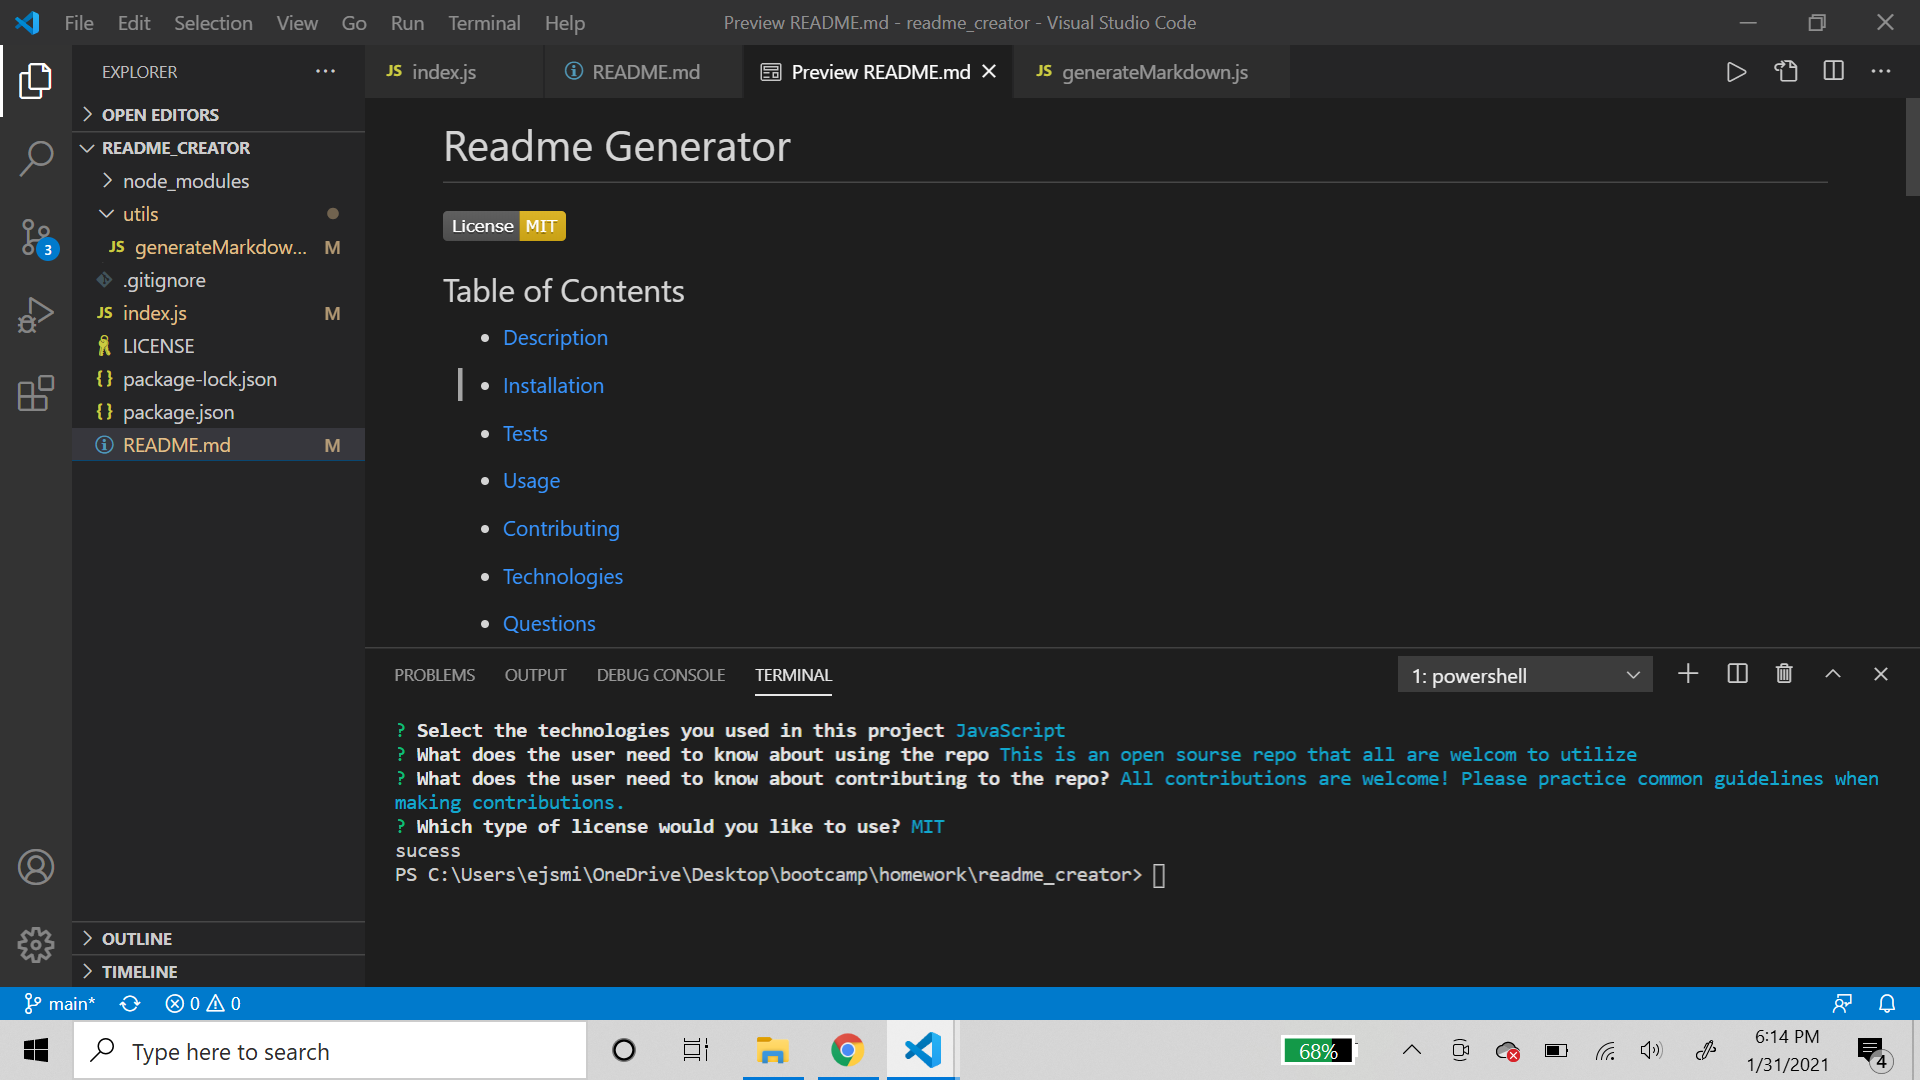 File Edit Selection View Go Run Terminal Help
Preview README.md - readme_creator - Visual Studio Code
EXPLORER
JS index.js
README.md
Preview README.md
JS generateMarkdown.js
OPEN EDITORS
README_CREATOR
node_modules
utils
JS generateMarkdow... M
.gitignore
JS index.js M
LICENSE
{} package-lock.json
{} package.json
README.md M
3
OUTLINE
TIMELINE
Readme Generator
License MIT
Table of Contents
• Description
• Installation
• Tests
• Usage
• Contributing
• Technologies
• Questions
PROBLEMS OUTPUT DEBUG CONSOLE TERMINAL
1: powershell
? Select the technologies you used in this project JavaScript
? What does the user need to know about using the repo This is an open sourse repo that all are welcom to utilize
? What does the user need to know about contributing to the repo? All contributions are welcome! Please practice common guidelines when
making contributions.
? Which type of license would you like to use? MIT
sucess
PS C:\Users\ejsmi\OneDrive\Desktop\bootcamp\homework\readme_creator>
main* 0 0
Type here to search
68%
6:14 PM
1/31/2021
4